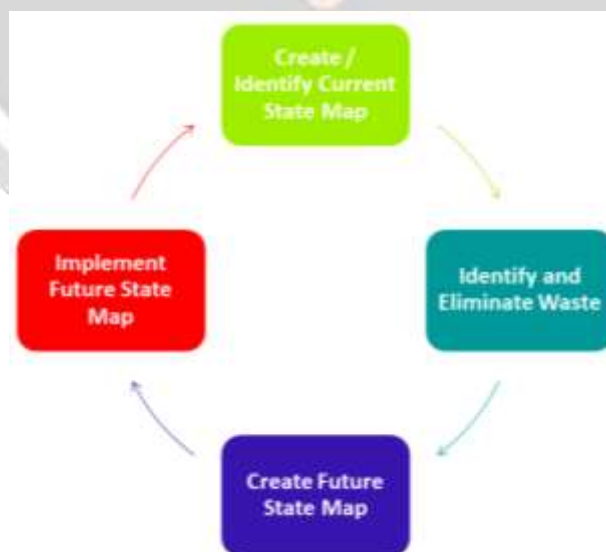 Create /
Identify Current
State Map
Identify and
Eliminate Waste
Create Future
State Map
Implement
Future State
Map